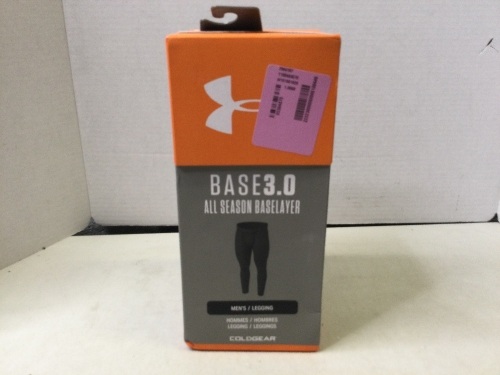 BASE3.0
ALL SEASON BASELAYER
MEN'S / LEGGING
HOMMES / HOMBRES
LEGGING / LEGGINGS
COLDGEAR